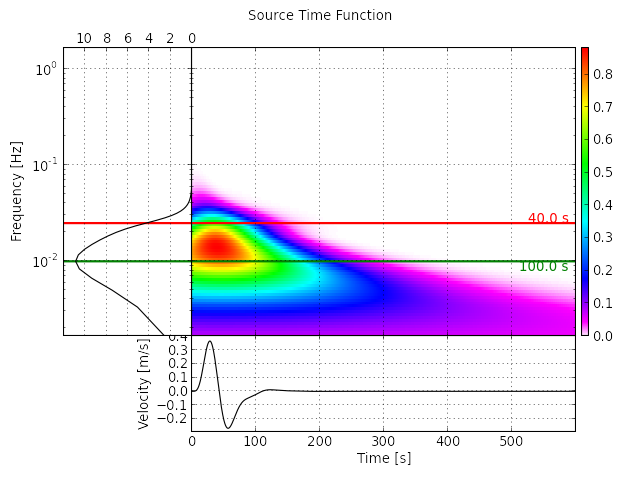 Source Time Function
10 8 6 4 2 0
10^0
10^-1
10^-2
Frequency [Hz]
40.0 s
100.0 s
0.8
0.7
0.6
0.5
0.4
0.3
0.2
0.1
0.0
Velocity [m/s]
0.4
0.3
0.2
0.1
0.0
−0.1
−0.2
0 100 200 300 400 500
Time [s]